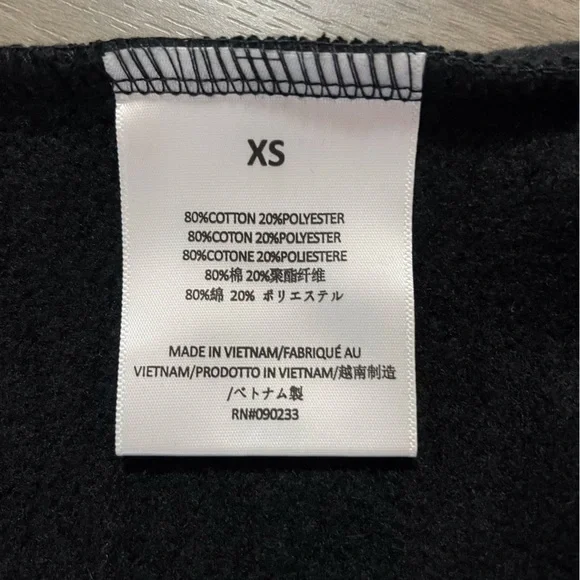 XS
80%COTTON 20%POLYESTER
80%COTON 20%POLYESTER
80%COTONE 20%POLIESTERE
80%棉 20%聚酯纤维
80%綿 20% ポリエステル
MADE IN VIETNAM/FABRIQUÉ AU
VIETNAM/PRODOTTO IN VIETNAM/越南制造
/ベトナム製
RN#090233